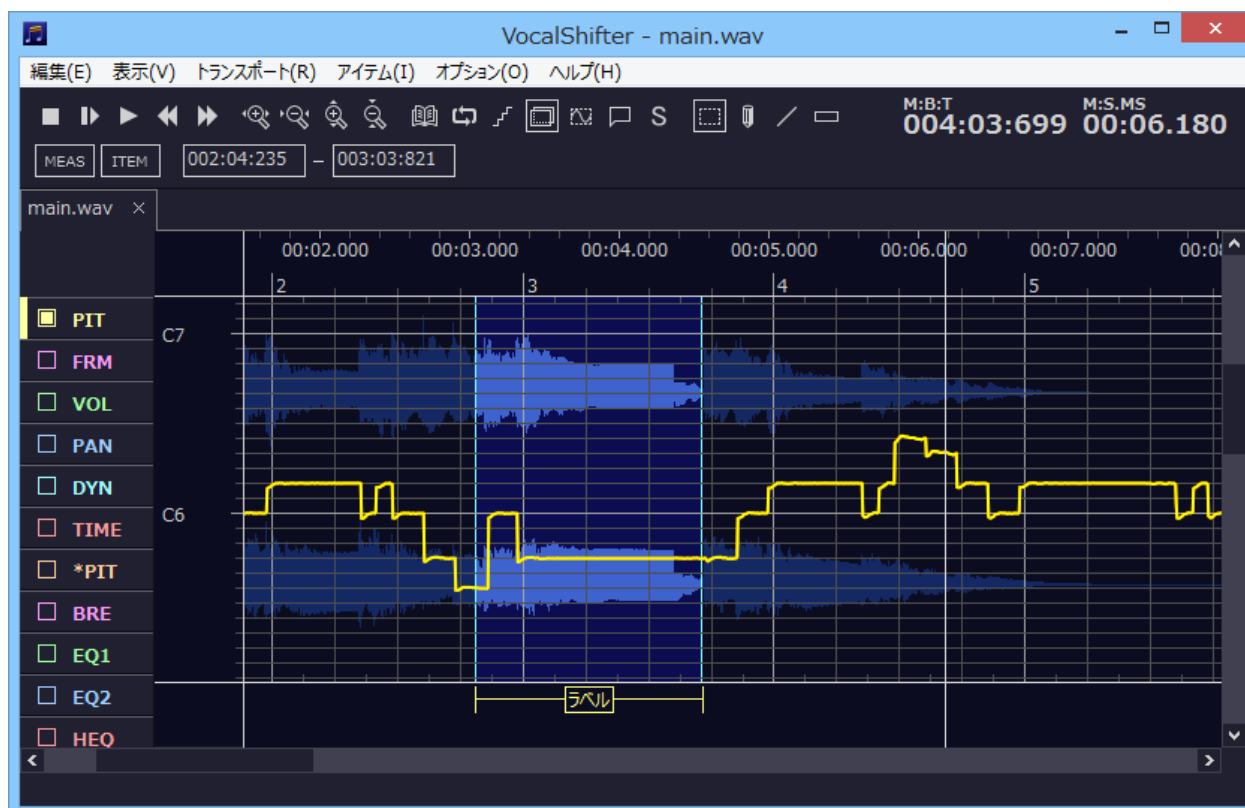 VocalShifter - main.wav
編集(E) 表示(V) トランスポート(R) アイテム(I) オプション(O) ヘルプ(H)
S
M:B:T M:S.MS
004:03:699 00:06.180
MEAS ITEM 002:04:235 – 003:03:821
main.wav
00:02.000 00:03.000 00:04.000 00:05.000 00:06.000 00:07.000
2 3 4 5
PIT
C7
FRM
VOL
PAN
DYN
C6
TIME
*PIT
BRE
EQ1
EQ2
ラベル
HEQ